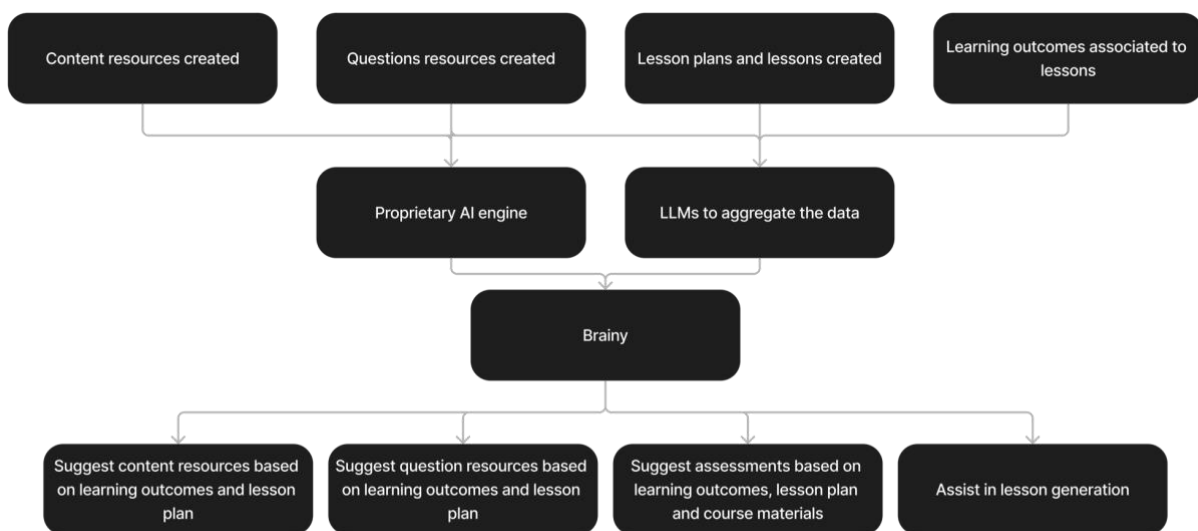 Content resources created
Questions resources created
Lesson plans and lessons created
Learning outcomes associated to
lessons
Proprietary AI engine
LLMs to aggregate the data
Brainy
Suggest content resources based
on learning outcomes and lesson
plan
Suggest question resources based
on learning outcomes and lesson
plan
Suggest assessments based on
learning outcomes, lesson plan
and course materials
Assist in lesson generation